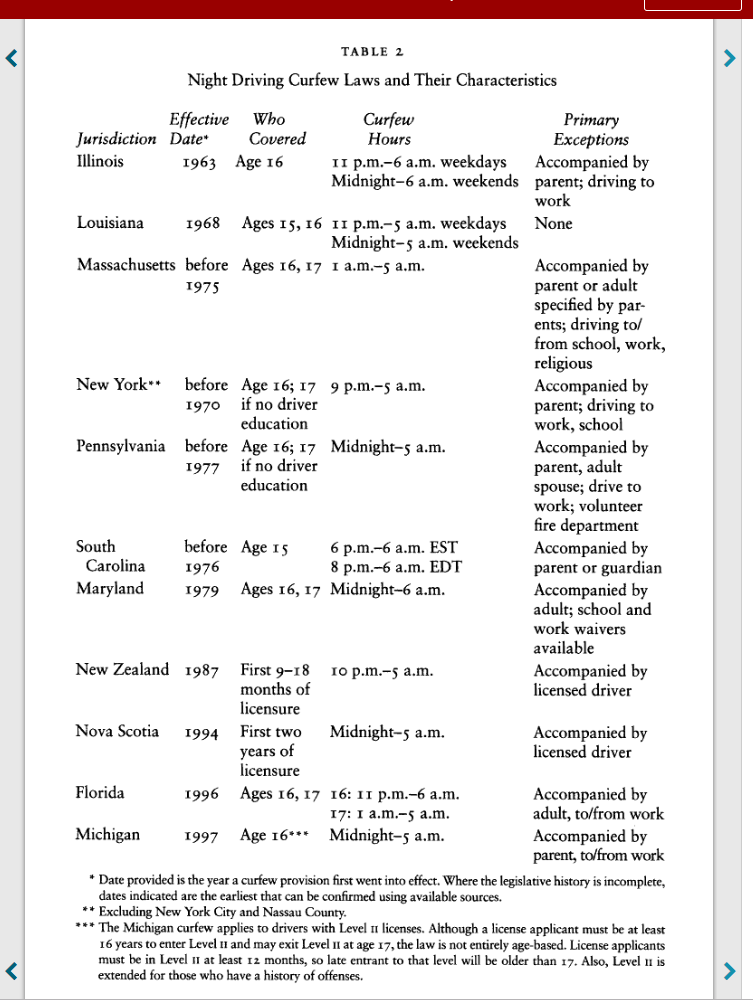 TABLE 2
Night Driving Curfew Laws and Their Characteristics
Effective Who Curfew Primary
Jurisdiction Date* Covered Hours Exceptions
Illinois 1963 Age 16 11 p.m.–6 a.m. weekdays Accompanied by
Midnight–6 a.m. weekends parent; driving to
work
Louisiana 1968 Ages 15, 16 11 p.m.–5 a.m. weekdays None
Midnight–5 a.m. weekends
Massachusetts before Ages 16, 17 1 a.m.–5 a.m. Accompanied by
1975 parent or adult
specified by par-
ents; driving to/
from school, work,
religious
New York** before Age 16; 17 9 p.m.–5 a.m. Accompanied by
1970 if no driver parent; driving to
education work, school
Pennsylvania before Age 16; 17 Midnight–5 a.m. Accompanied by
1977 if no driver parent, adult
education spouse; drive to
work; volunteer
fire department
South before Age 15 6 p.m.–6 a.m. EST Accompanied by
Carolina 1976 8 p.m.–6 a.m. EDT parent or guardian
Maryland 1979 Ages 16, 17 Midnight–6 a.m. Accompanied by
adult; school and
work waivers
available
New Zealand 1987 First 9–18 10 p.m.–5 a.m. Accompanied by
months of licensed driver
licensure
Nova Scotia 1994 First two Midnight–5 a.m. Accompanied by
years of licensed driver
licensure
Florida 1996 Ages 16, 17 16: 11 p.m.–6 a.m. Accompanied by
17: 1 a.m.–5 a.m. adult, to/from work
Michigan 1997 Age 16*** Midnight–5 a.m. Accompanied by
parent, to/from work
* Date provided is the year a curfew provision first went into effect. Where the legislative history is incomplete,
dates indicated are the earliest that can be confirmed using available sources.
** Excluding New York City and Nassau County.
*** The Michigan curfew applies to drivers with Level II licenses. Although a license applicant must be at least
16 years to enter Level II and may exit Level II at age 17, the law is not entirely age-based. License applicants
must be in Level II at least 12 months, so late entrant to that level will be older than 17. Also, Level II is
extended for those who have a history of offenses.